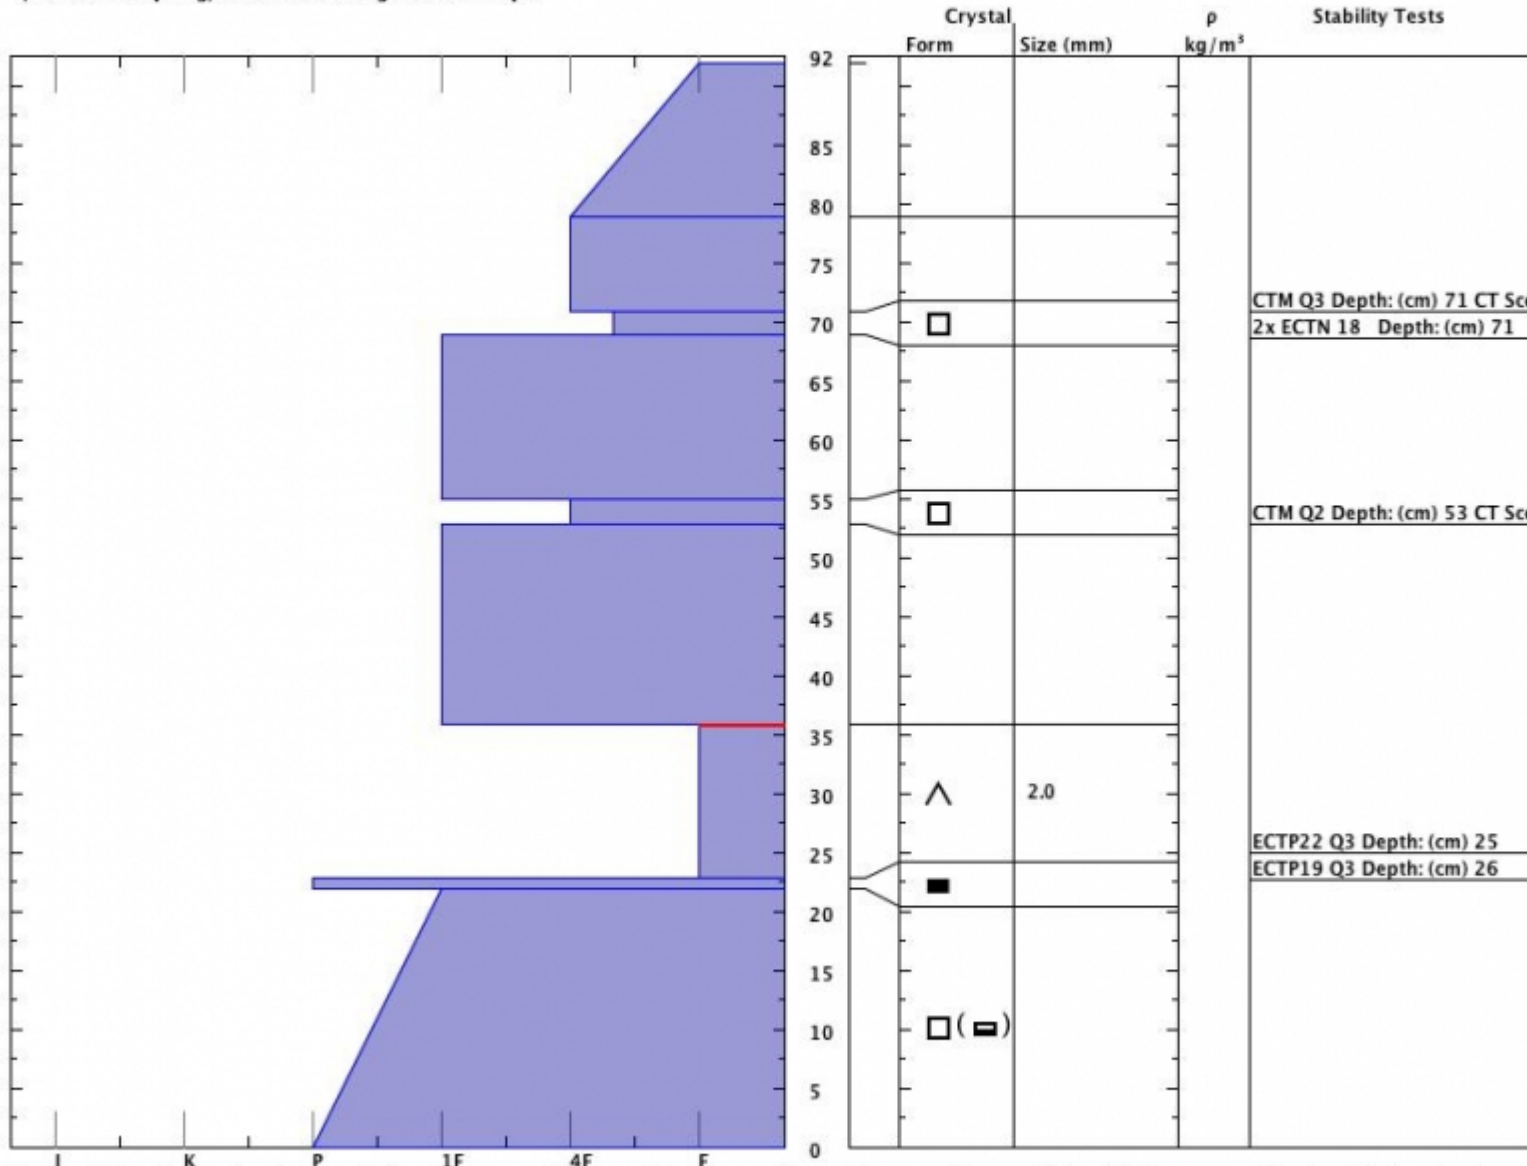 Crystal
ρ
Stability Tests
Form
Size (mm)
kg/m³
92
85
80
75
CTM Q3 Depth: (cm) 71 CT Sco
70
2x ECTN 18 Depth: (cm) 71
65
60
55
CTM Q2 Depth: (cm) 53 CT Sco
50
45
40
35
30
2.0
ECTP22 Q3 Depth: (cm) 25
25
ECTP19 Q3 Depth: (cm) 26
20
15
10
( )
5
0
I K P 1F 4F F